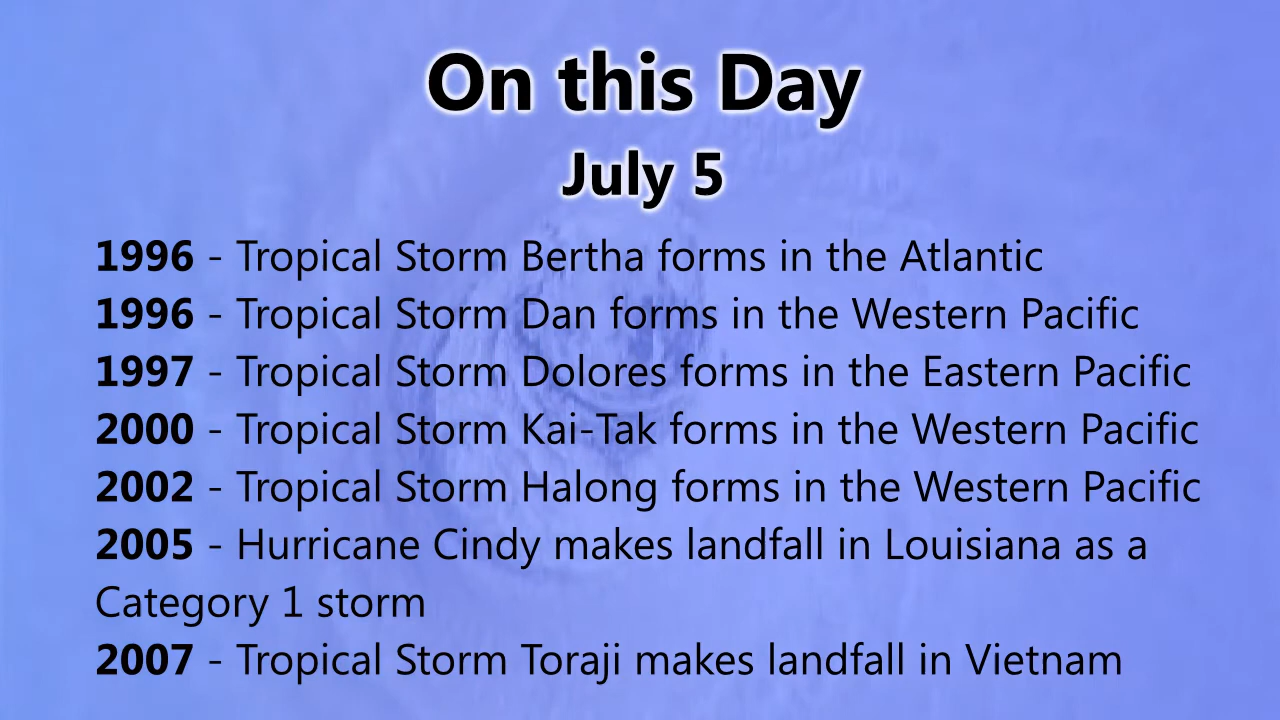 On this Day
July 5
1996 - Tropical Storm Bertha forms in the Atlantic
1996 - Tropical Storm Dan forms in the Western Pacific
1997 - Tropical Storm Dolores forms in the Eastern Pacific
2000 - Tropical Storm Kai-Tak forms in the Western Pacific
2002 - Tropical Storm Halong forms in the Western Pacific
2005 - Hurricane Cindy makes landfall in Louisiana as a
Category 1 storm
2007 - Tropical Storm Toraji makes landfall in Vietnam